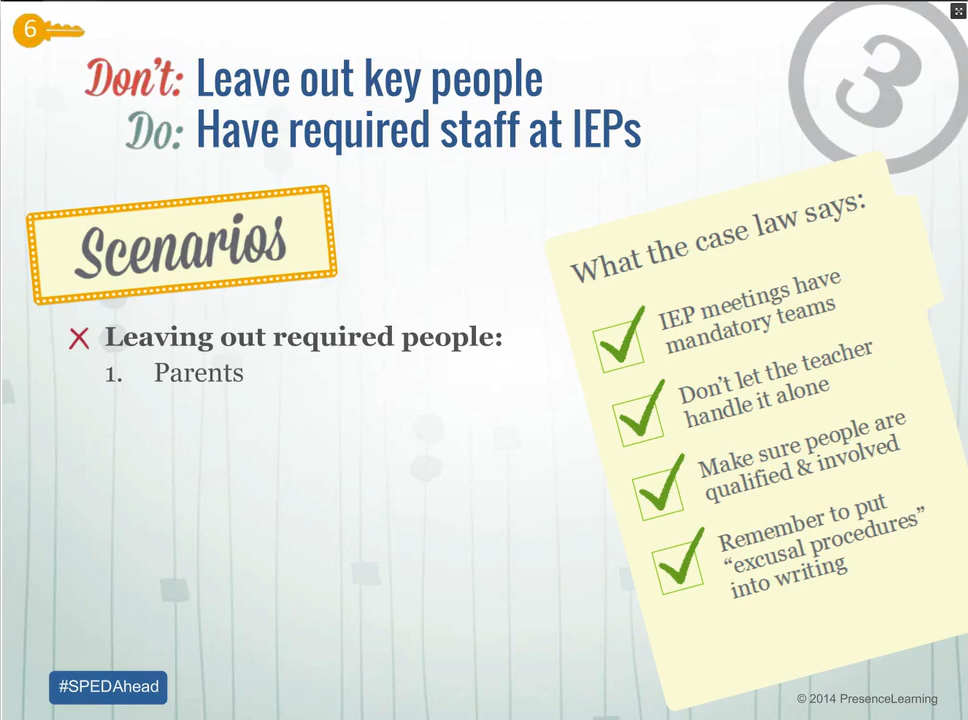 6
3
Don't: Leave out key people
Do: Have required staff at IEPs
Scenarios
Leaving out required people:
1. Parents
What the case law says:
IEP meetings have
mandatory teams
Don't let the teacher
handle it alone
Make sure people are
qualified & involved
Remember to put
“excusal procedures”
into writing
#SPEDAhead
© 2014 PresenceLearning